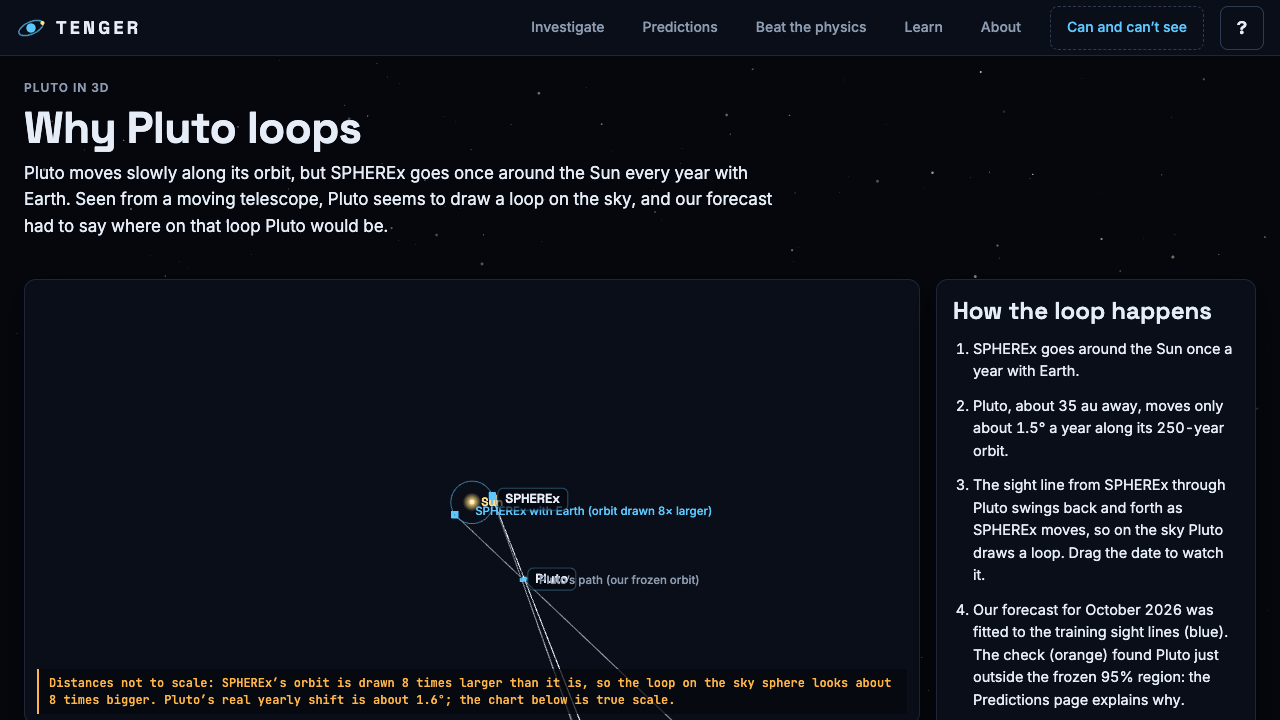 TENGER
Investigate
Predictions
Beat the physics
Learn
About
Can and can't see
?
PLUTO IN 3D
Why Pluto loops
Pluto moves slowly along its orbit, but SPHEREx goes once around the Sun every year with
Earth. Seen from a moving telescope, Pluto seems to draw a loop on the sky, and our forecast
had to say where on that loop Pluto would be.
Sun
SPHEREx
SPHEREx with Earth (orbit drawn 8× larger)
Pluto
Pluto's path (our frozen orbit)
Distances not to scale: SPHEREx's orbit is drawn 8 times larger than it is, so the loop on the sky sphere looks about
8 times bigger. Pluto's real yearly shift is about 1.6°; the chart below is true scale.
How the loop happens
1. SPHEREx goes around the Sun once a
year with Earth.
2. Pluto, about 35 au away, moves only
about 1.5° a year along its 250-year
orbit.
3. The sight line from SPHEREx through
Pluto swings back and forth as
SPHEREx moves, so on the sky Pluto
draws a loop. Drag the date to watch
it.
4. Our forecast for October 2026 was
fitted to the training sight lines (blue).
The check (orange) found Pluto just
outside the frozen 95% region: the
Predictions page explains why.